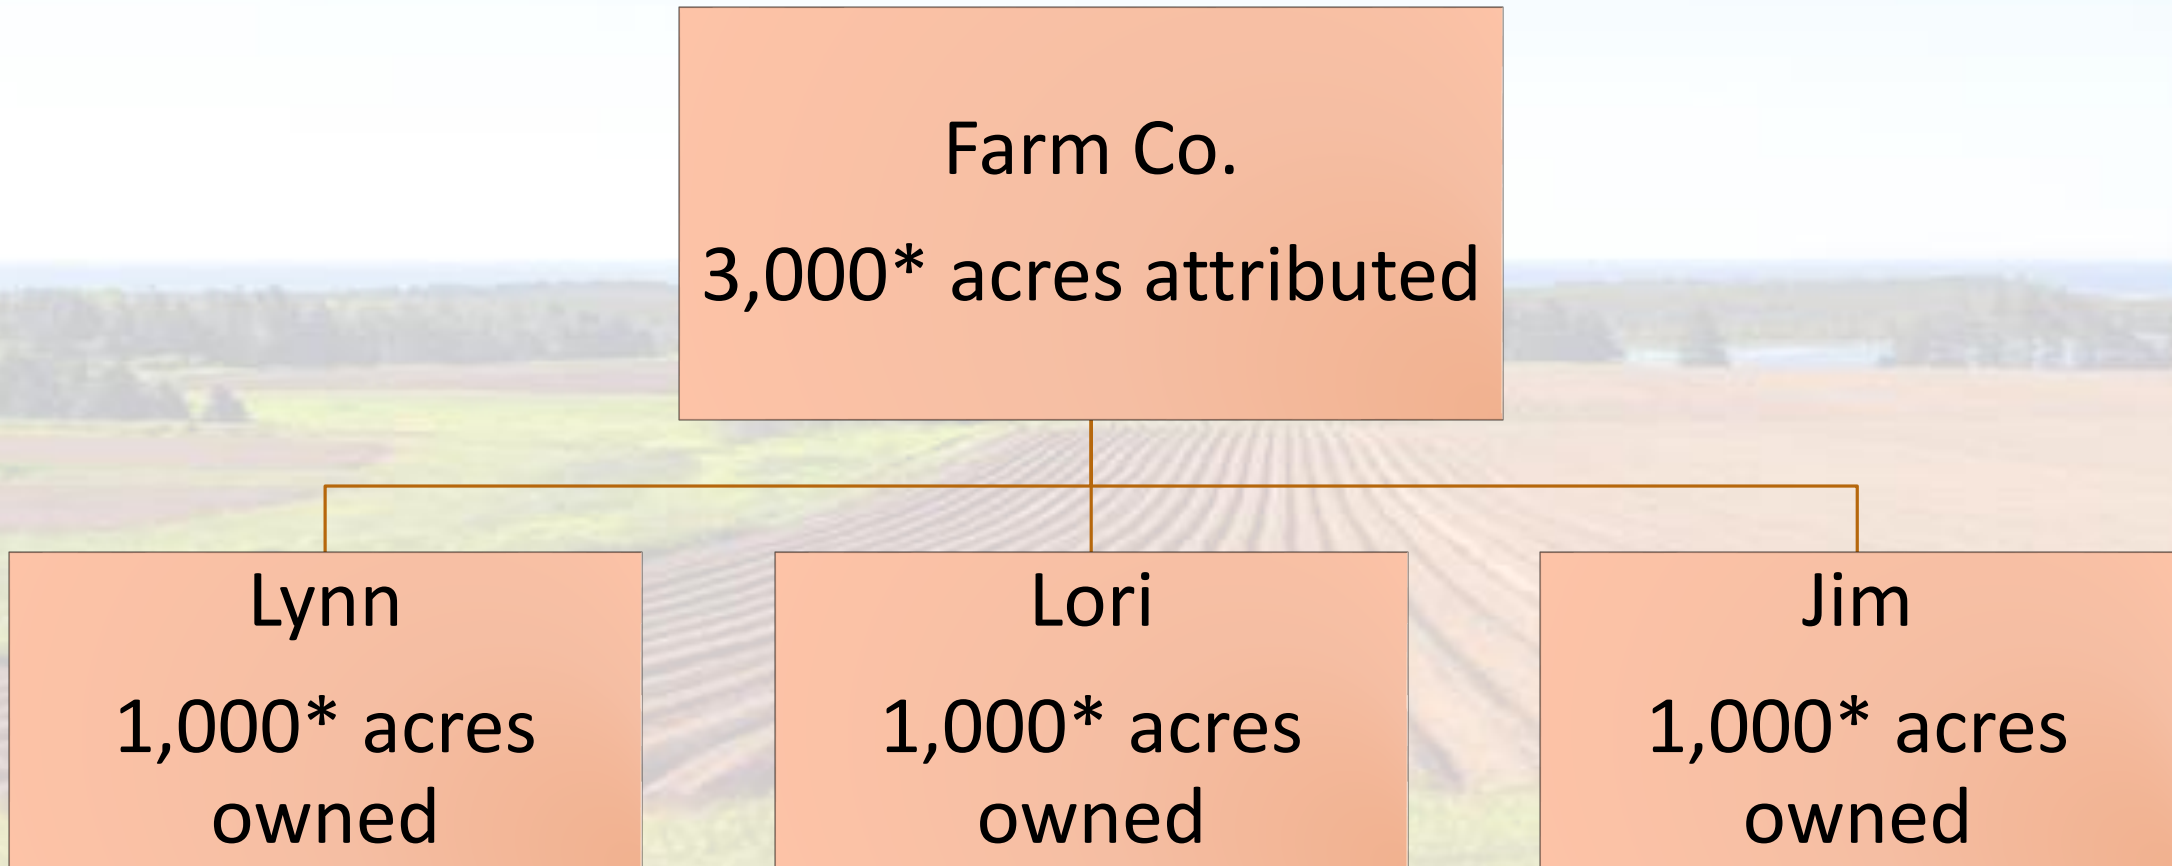 Farm Co.
3,000* acres attributed
Lynn
1,000* acres
owned
Lori
1,000* acres
owned
Jim
1,000* acres
owned